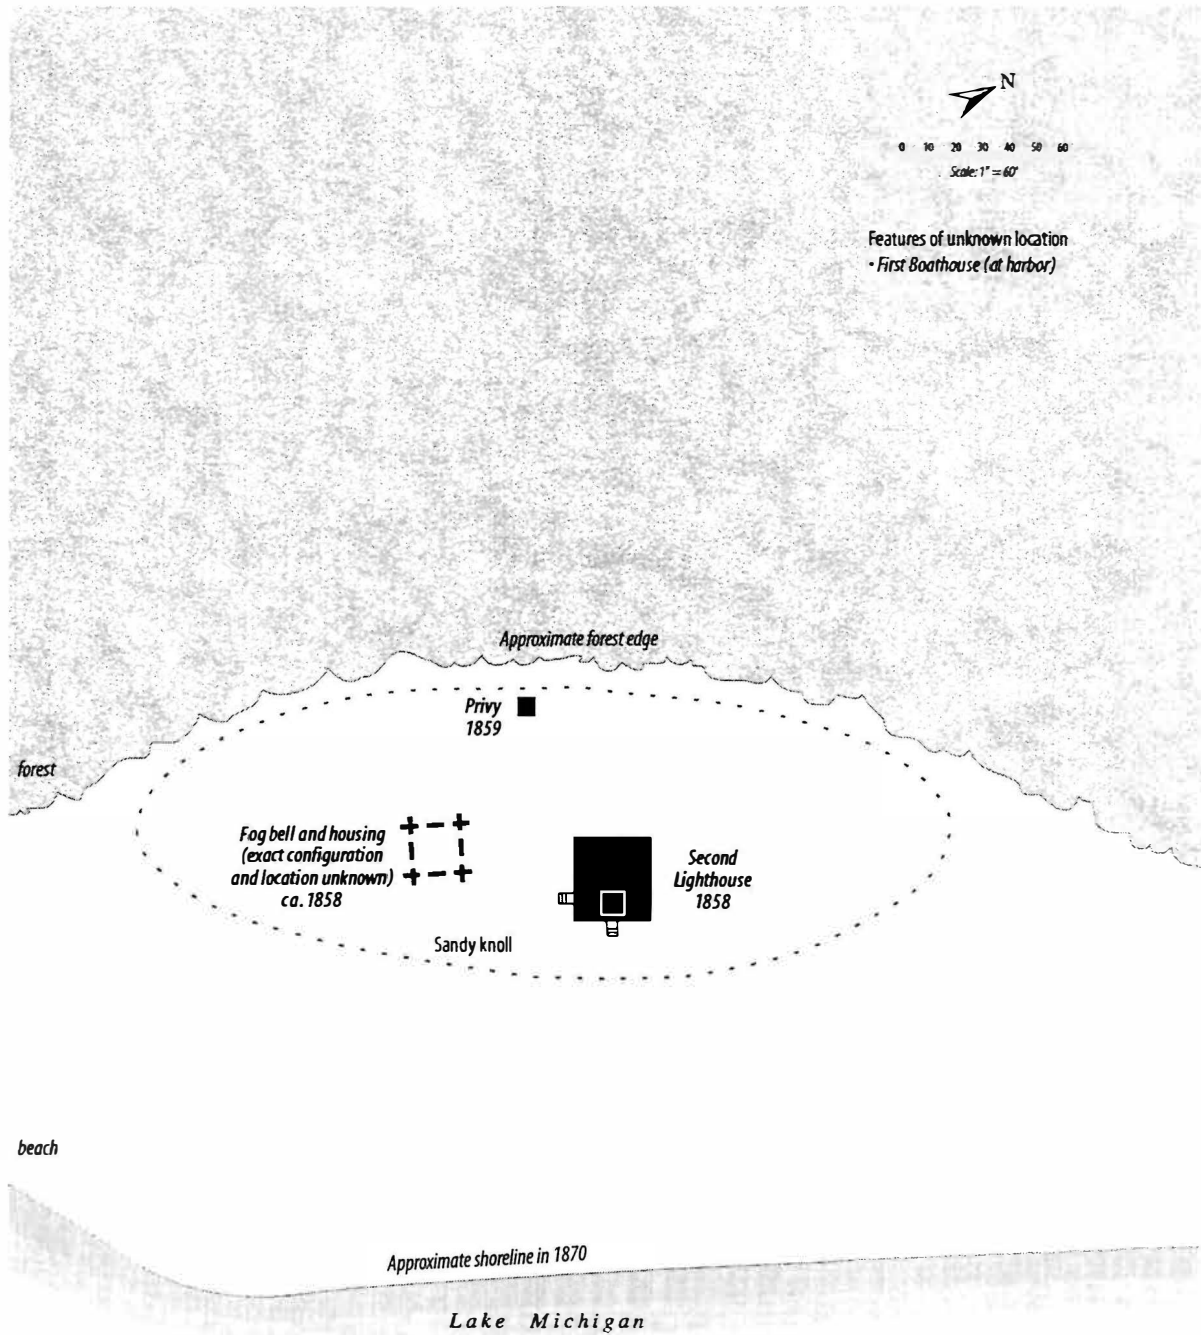 N
0 10 20 30 40 50 60
Scale: 1" = 60'
Features of unknown location
• First Boathouse (at harbor)
Approximate forest edge
Privy
1859
forest
Fog bell and housing
(exact configuration
and location unknown)
ca. 1858
Second
Lighthouse
1858
Sandy knoll
beach
Approximate shoreline in 1870
Lake Michigan